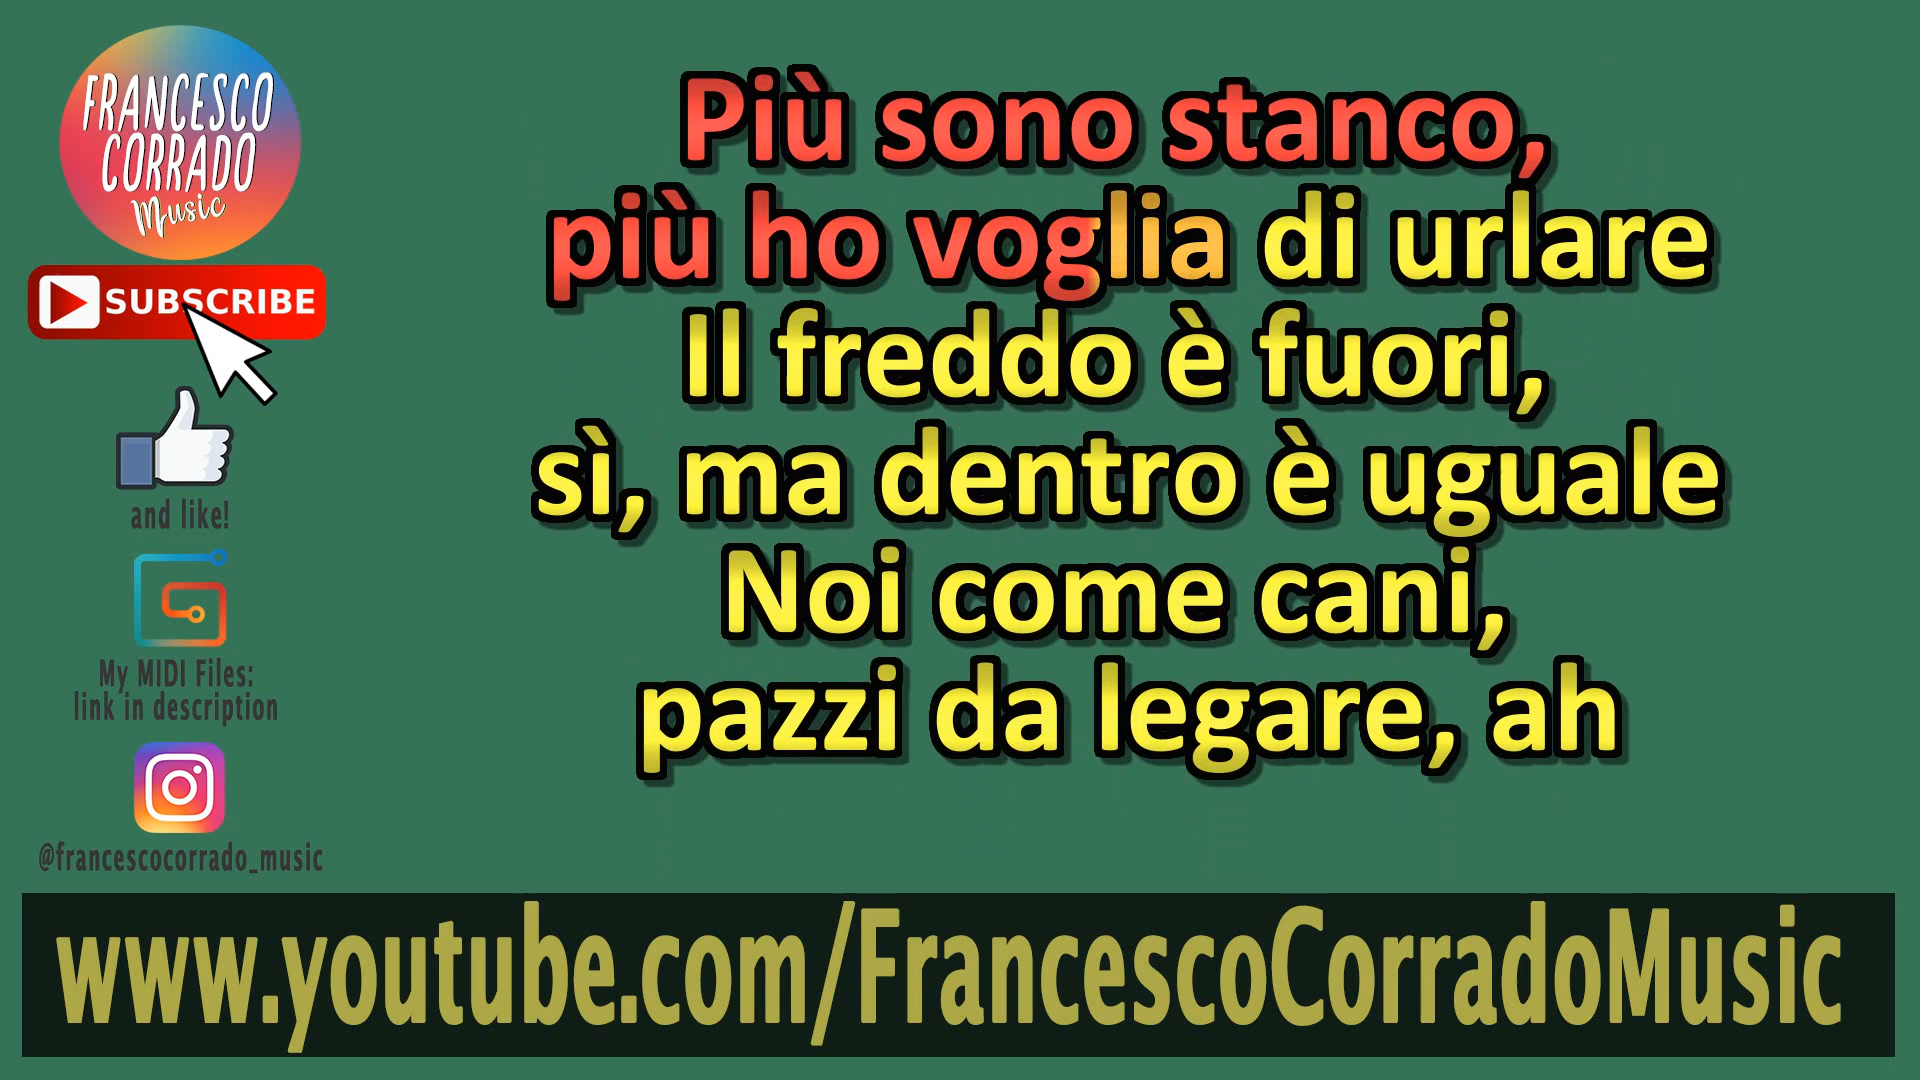 FRANCESCO
CORRADO
Music
SUBSCRIBE
and like!
My MIDI Files:
link in description
@francescocorrado_music
Più sono stanco,
più ho voglia di urlare
Il freddo è fuori,
sì, ma dentro è uguale
Noi come cani,
pazzi da legare, ah
www.youtube.com/FrancescoCorradoMusic